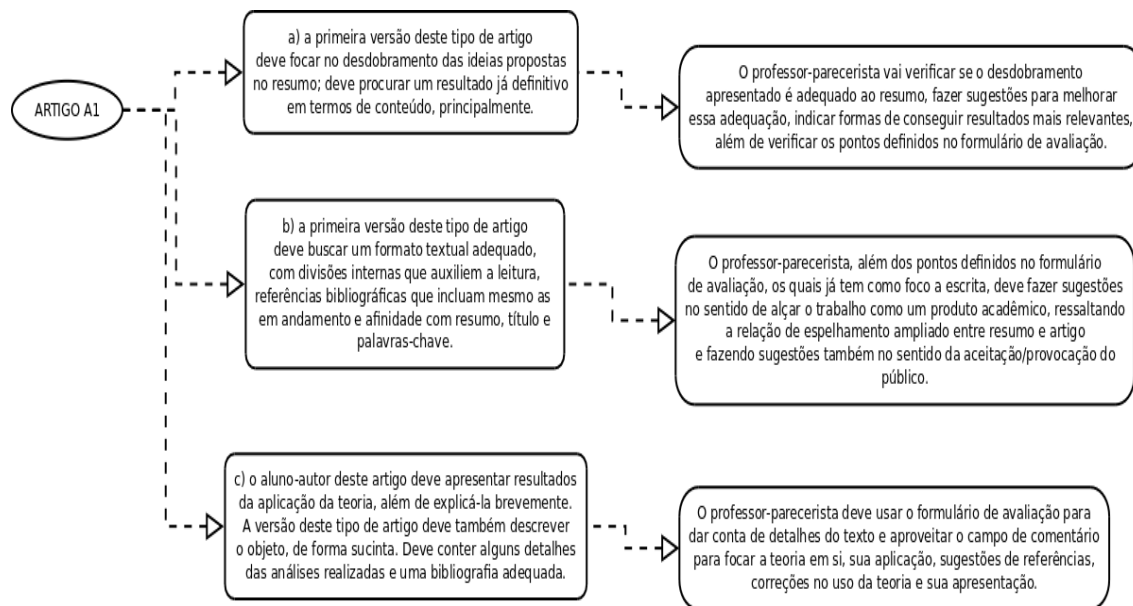 ARTIGO A1
a) a primeira versão deste tipo de artigo
deve focar no desdobramento das ideias propostas
no resumo; deve procurar um resultado já definitivo
em termos de conteúdo, principalmente.
O professor-parecerista vai verificar se o desdobramento
apresentado é adequado ao resumo, fazer sugestões para melhorar
essa adequação, indicar formas de conseguir resultados mais relevantes,
além de verificar os pontos definidos no formulário de avaliação.
b) a primeira versão deste tipo de artigo
deve buscar um formato textual adequado,
com divisões internas que auxiliem a leitura,
referências bibliográficas que incluam mesmo as
em andamento e afinidade com resumo, título e
palavras-chave.
O professor-parecerista, além dos pontos definidos no formulário
de avaliação, os quais já tem como foco a escrita, deve fazer sugestões
no sentido de alçar o trabalho como um produto acadêmico, ressaltando
a relação de espelhamento ampliado entre resumo e artigo
e fazendo sugestões também no sentido da aceitação/provocação do
público.
c) o aluno-autor deste artigo deve apresentar resultados
da aplicação da teoria, além de explicá-la brevemente.
A versão deste tipo de artigo deve também descrever
o objeto, de forma sucinta. Deve conter alguns detalhes
das análises realizadas e uma bibliografia adequada.
O professor-parecerista deve usar o formulário de avaliação para
dar conta de detalhes do texto e aproveitar o campo de comentário
para focar a teoria em si, sua aplicação, sugestões de referências,
correções no uso da teoria e sua apresentação.